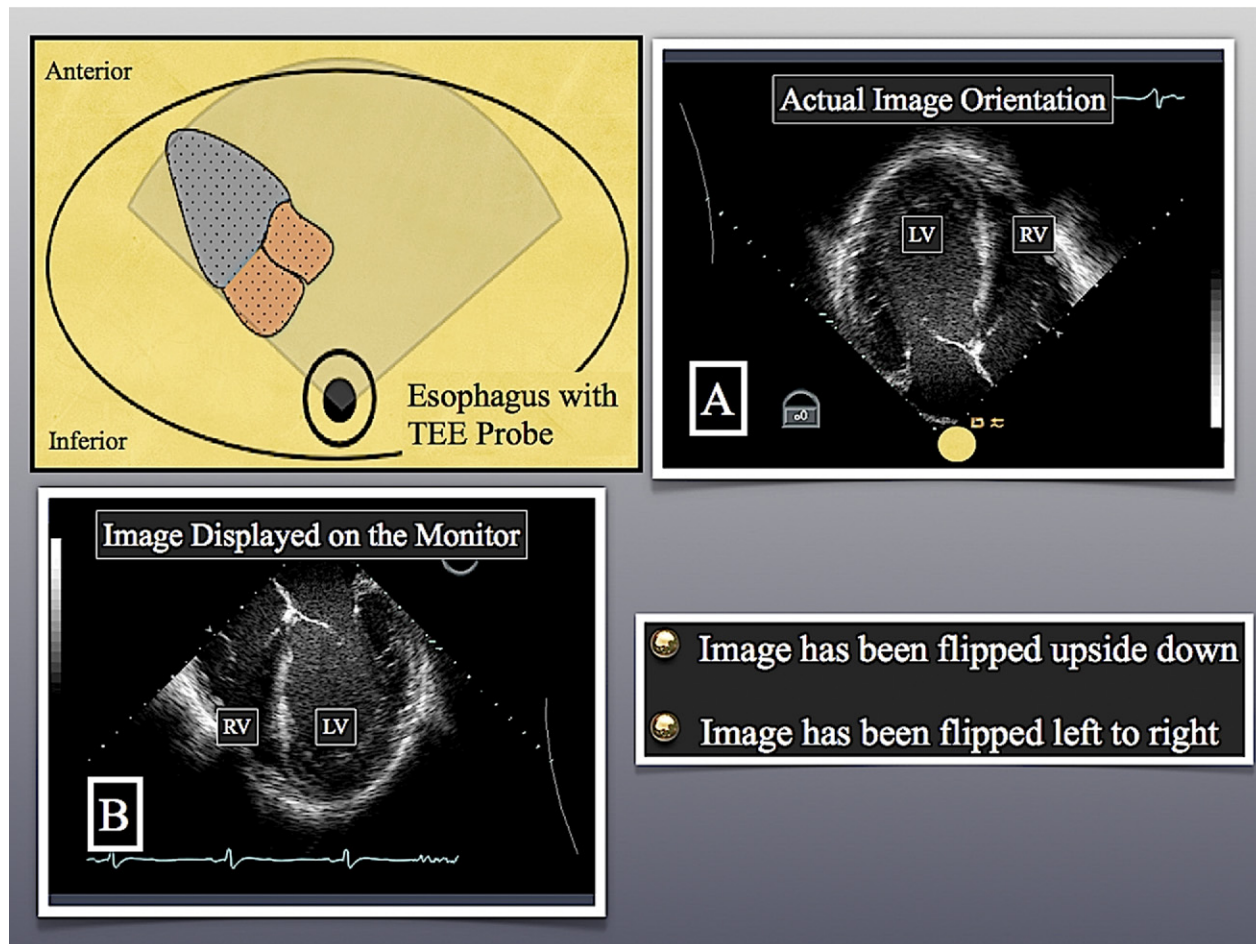 Anterior
Inferior
Esophagus with
TEE Probe
Actual Image Orientation
LV
RV
A
Image Displayed on the Monitor
RV
LV
B
Image has been flipped upside down
Image has been flipped left to right